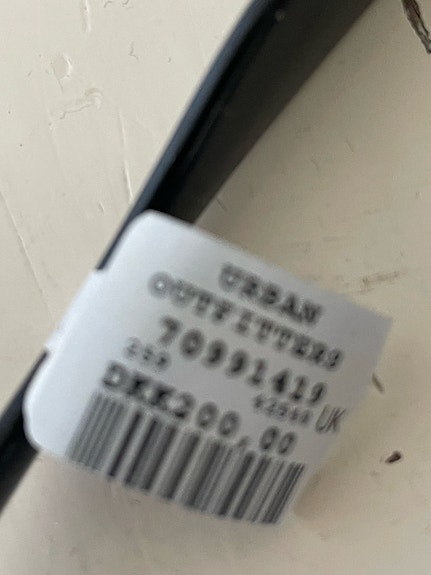 URBAN
OUTFITTERS
70991419
UK
DKK200.00